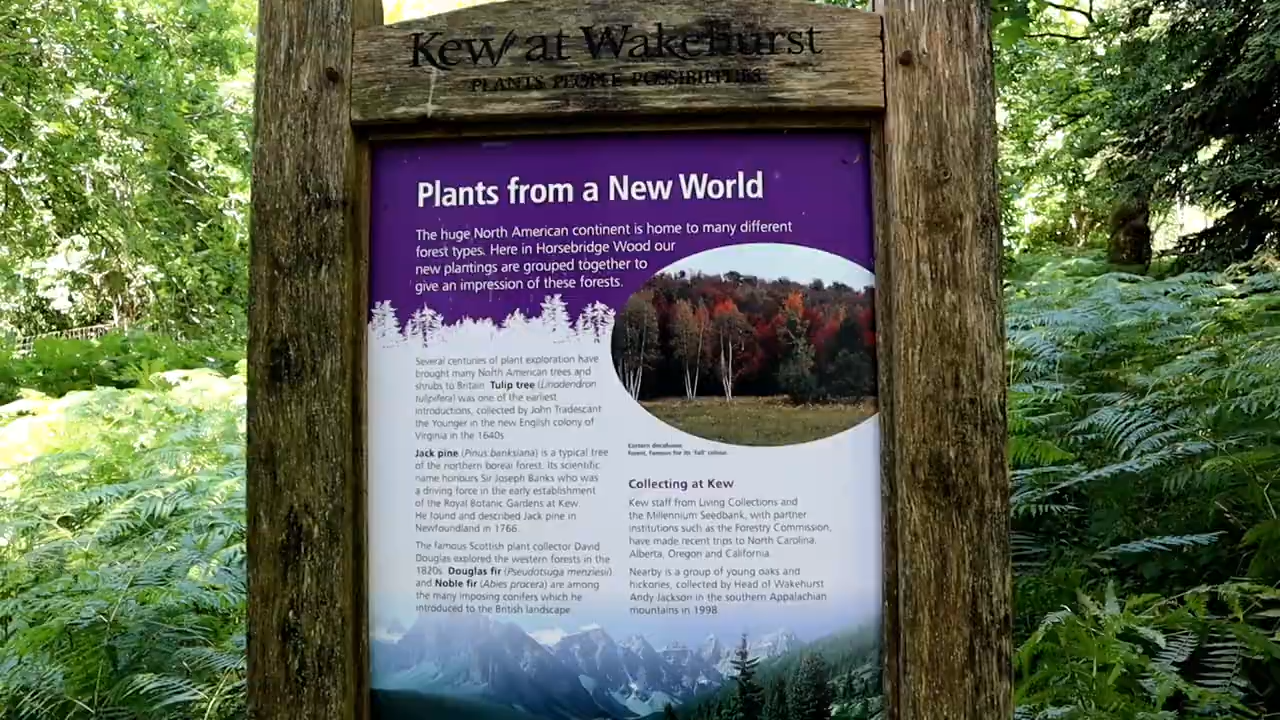 Kew at Wakehurst
PLANTS PEOPLE POSSIBILITIES
Plants from a New World
The huge North American continent is home to many different
forest types. Here in Horsebridge Wood our
new plantings are grouped together to
give an impression of these forests.
Several centuries of plant exploration have
brought many North American trees and
shrubs to Britain. Tulip tree (Liriodendron
tulipifera) was one of the earliest
introductions, collected by John Tradescant
the Younger in the new English colony of
Virginia in the 1640s.
Jack pine (Pinus banksiana) is a typical tree
of the northern boreal forest. Its scientific
name honours Sir Joseph Banks who was
a driving force in the early establishment
of the Royal Botanic Gardens at Kew.
He found and described Jack pine in
Newfoundland in 1766.
The famous Scottish plant collector David
Douglas explored the western forests in the
1820s. Douglas fir (Pseudotsuga menziesii)
and Noble fir (Abies procera) are among
the many imposing conifers which he
introduced to the British landscape.
Eastern deciduous
forest, famous for its 'fall' colour.
Collecting at Kew
Kew staff from Living Collections and
the Millennium Seedbank, with partner
institutions such as the Forestry Commission,
have made recent trips to North Carolina,
Alberta, Oregon and California.
Nearby is a group of young oaks and
hickories, collected by Head of Wakehurst
Andy Jackson in the southern Appalachian
mountains in 1998.